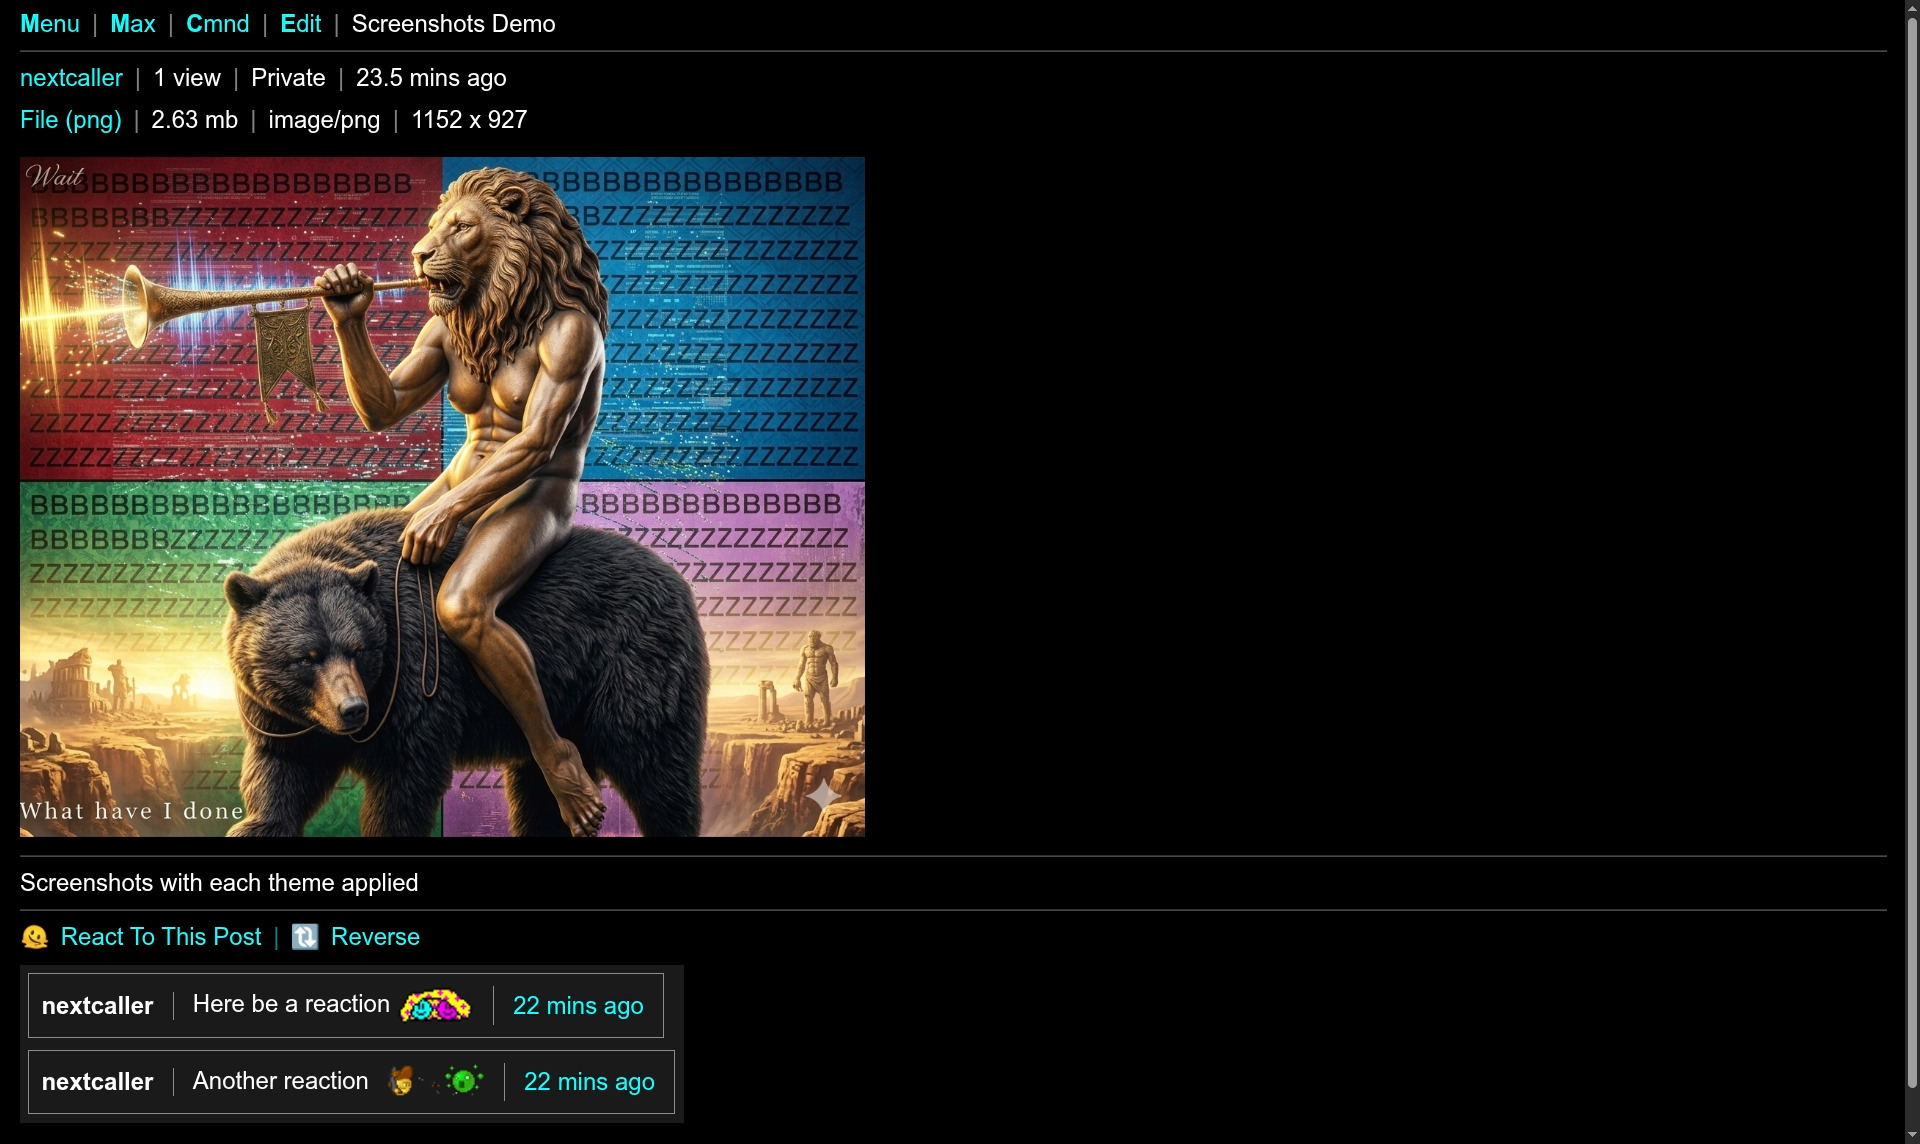 Menu | Max | Cmnd | Edit | Screenshots Demo
nextcaller | 1 view | Private | 23.5 mins ago
File (png) | 2.63 mb | image/png | 1152 x 927
Wait
What have I done
Screenshots with each theme applied
React To This Post | Reverse
nextcaller | Here be a reaction | 22 mins ago
nextcaller | Another reaction | 22 mins ago